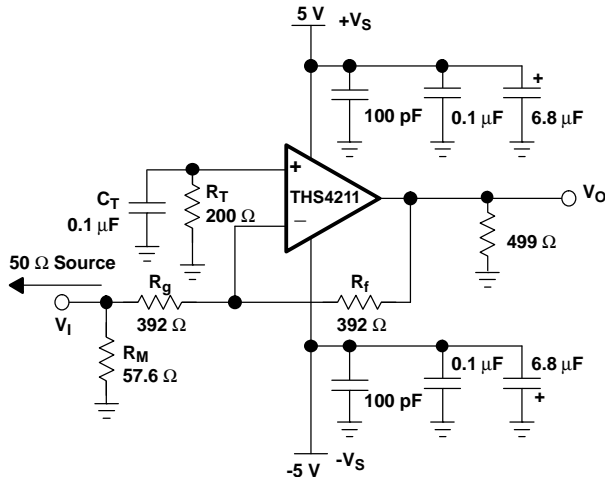 5 V
+VS
+
100 pF
0.1 µF
6.8 µF
+
THS4211
−
CT
0.1 µF
RT
200 Ω
VO
499 Ω
50 Ω Source
Rg
392 Ω
Rf
392 Ω
VI
RM
57.6 Ω
0.1 µF
6.8 µF
100 pF
+
-VS
-5 V